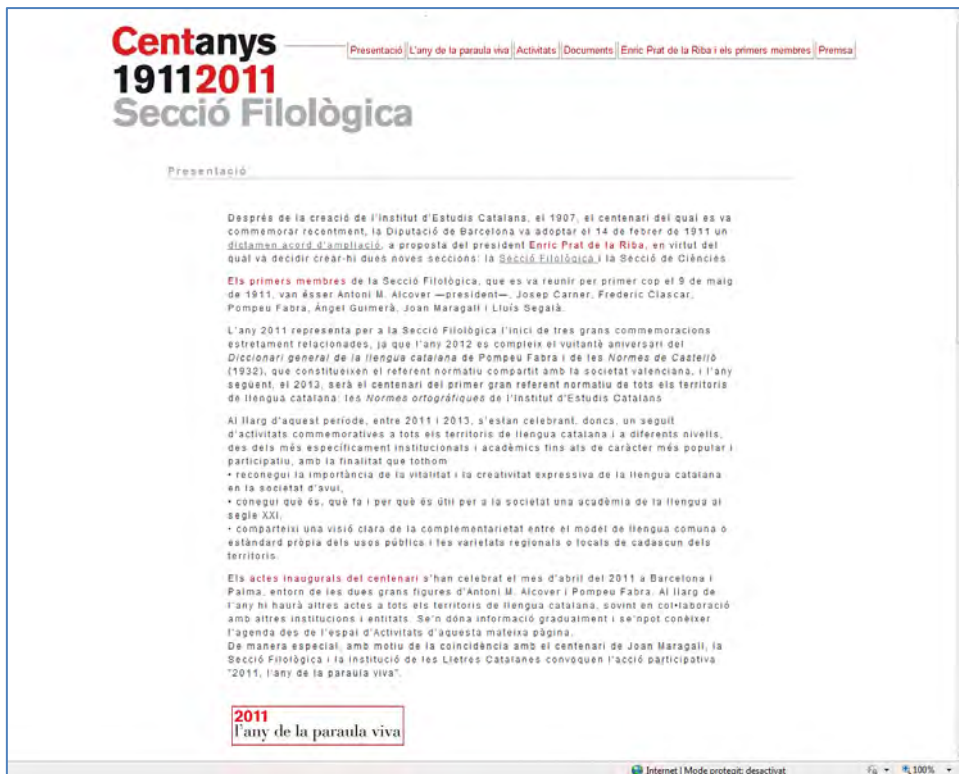 Centanys
19112011
Secció Filològica
Presentació L'any de la paraula viva Activitats Documents Enric Prat de la Riba i els primers membres Premsa
Presentació
Després de la creació de l'Institut d'Estudis Catalans, el 1907, el centenari del qual es va
commemorar recentment, la Diputació de Barcelona va adoptar el 14 de febrer de 1911 un
dictamen acord d'ampliació, a proposta del president Enric Prat de la Riba, en virtut del
qual va decidir crear-hi dues noves seccions: la Secció Filològica i la Secció de Ciències
Els primers membres de la Secció Filològica, que es va reunir per primer cop el 9 de maig
de 1911, van ésser Antoni M. Alcover —president—, Josep Carner, Frederic Clascar,
Pompeu Fabra, Àngel Guimerà, Joan Maragall i Lluís Segalà.
L'any 2011 representa per a la Secció Filològica l'inici de tres grans commemoracions
estretament relacionades, ja que l'any 2012 es compleix el vuitantè aniversari del
Diccionari general de la llengua catalana de Pompeu Fabra i de les Normes de Castelló
(1932), que constitueixen el referent normatiu compartit amb la societat valenciana, i l'any
següent, el 2013, serà el centenari del primer gran referent normatiu de tots els territoris
de llengua catalana: les Normes ortogràfiques de l'Institut d'Estudis Catalans
Al llarg d'aquest període, entre 2011 i 2013, s'estan celebrant, doncs, un seguit
d'activitats commemoratives a tots els territoris de llengua catalana i a diferents nivells,
des dels més específicament institucionals i acadèmics fins als de caràcter més popular i
participatiu, amb la finalitat que tothom
• reconegui la importància de la vitalitat i la creativitat expressiva de la llengua catalana
en la societat d'avui,
• conegui què és, què fa i per què és útil per a la societat una acadèmia de la llengua al
segle XXI,
• comparteixi una visió clara de la complementarietat entre el model de llengua comuna o
estàndard pròpia dels usos públics i les varietats regionals o locals de cadascun dels
territoris.
Els actes inaugurals del centenari s'han celebrat el mes d'abril del 2011 a Barcelona i
Palma, entorn de les dues grans figures d'Antoni M. Alcover i Pompeu Fabra. Al llarg de
l'any hi haurà altres actes a tots els territoris de llengua catalana, sovint en col•laboració
amb altres institucions i entitats. Se'n dóna informació gradualment i se'npot conèixer
l'agenda des de l'espai d'Activitats d'aquesta mateixa pàgina.
De manera especial, amb motiu de la coincidència amb el centenari de Joan Maragall, la
Secció Filològica i la Institució de les Lletres Catalanes convoquen l'acció participativa
"2011, l'any de la paraula viva".
2011
l'any de la paraula viva
Internet | Mode protegit: desactivat 100%